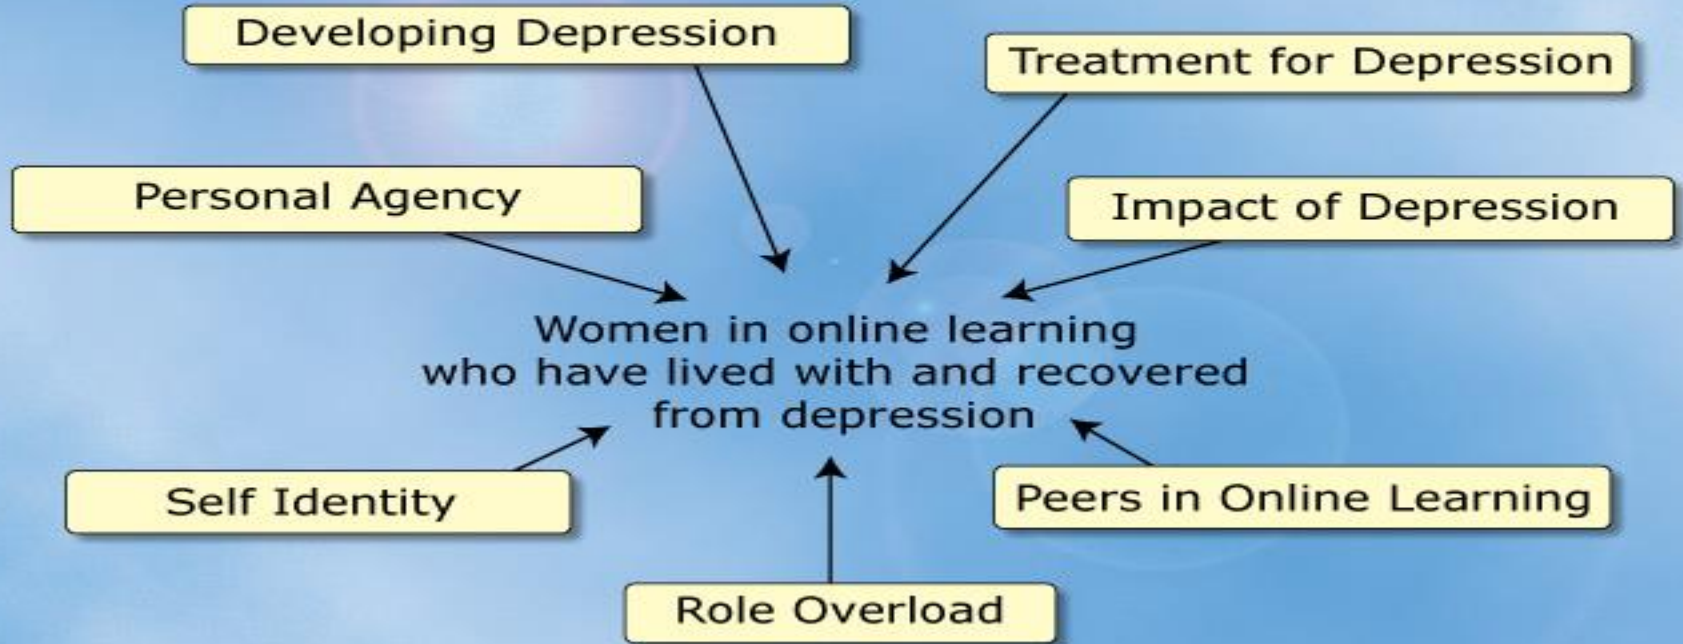 Developing Depression
Treatment for Depression
Personal Agency
Impact of Depression
Women in online learning
who have lived with and recovered
from depression
Self Identity
Peers in Online Learning
Role Overload